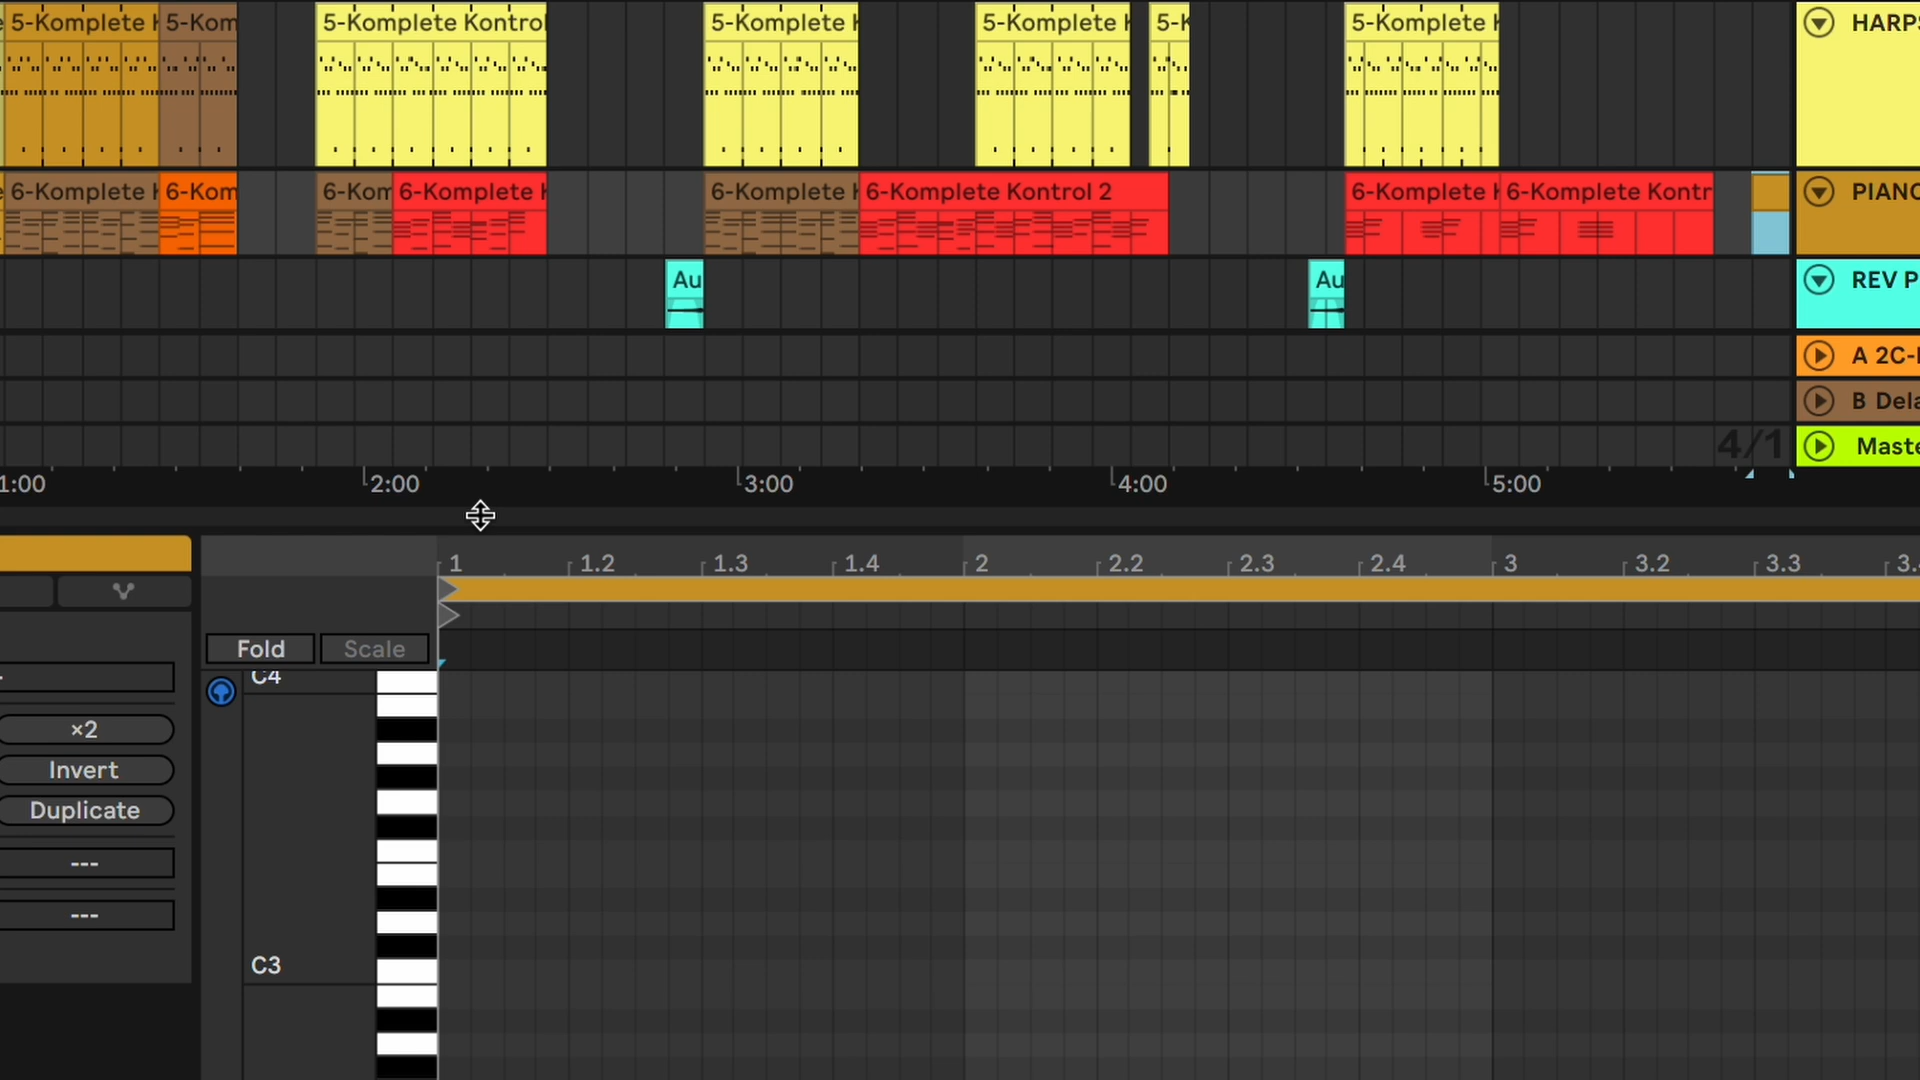 5-Komplete K 5-Kom 5-Komplete Kontrol 5-Komplete K 5-Komplete K 5-K 5-Komplete K HARPS
6-Komplete K 6-Kom 6-Kom 6-Komplete K 6-Komplete K 6-Komplete Kontrol 2 6-Komplete K 6-Komplete Kontr PIANO
Au Au REV P
A 2C-
B Dela
4/1 Maste
1:00 2:00 3:00 4:00 5:00
1 1.2 1.3 1.4 2 2.2 2.3 2.4 3 3.2 3.3 3.4
Fold Scale
C4
×2
Invert
Duplicate
---
---
C3